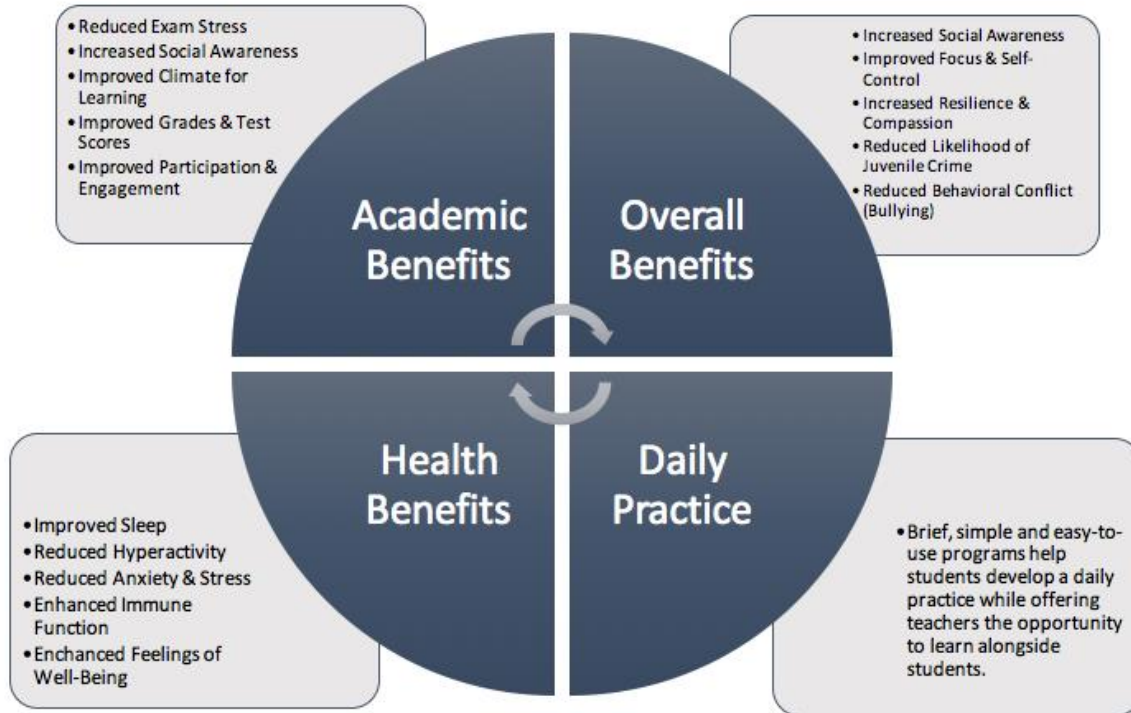 •Reduced Exam Stress
•Increased Social Awareness
•Improved Climate for
Learning
•Improved Grades & Test
Scores
•Improved Participation &
Engagement
Academic
Benefits
•Increased Social Awareness
•Improved Focus & Self-
Control
•Increased Resilience &
Compassion
•Reduced Likelihood of
Juvenile Crime
•Reduced Behavioral Conflict
(Bullying)
Overall
Benefits
•Improved Sleep
•Reduced Hyperactivity
•Reduced Anxiety & Stress
•Enhanced Immune
Function
•Enchanced Feelings of
Well-Being
Health
Benefits
Daily
Practice
•Brief, simple and easy-to-
use programs help
students develop a daily
practice while offering
teachers the opportunity
to learn alongside
students.